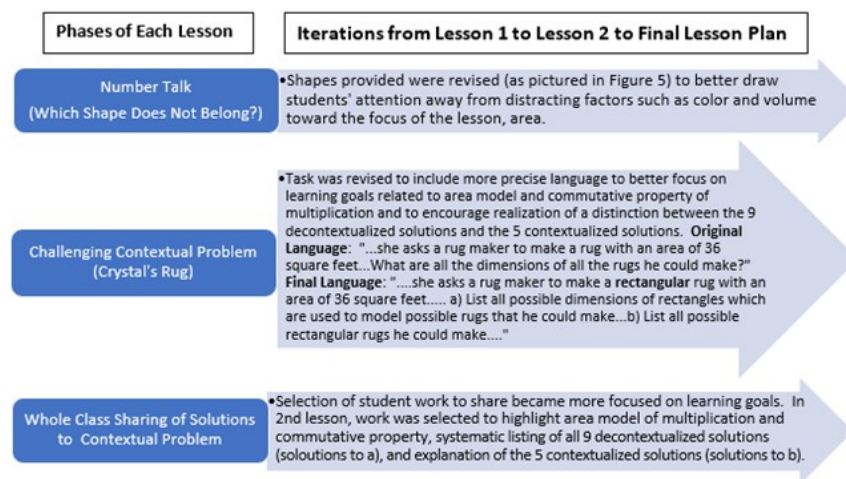 Phases of Each Lesson
Iterations from Lesson 1 to Lesson 2 to Final Lesson Plan
Number Talk
(Which Shape Does Not Belong?)
•Shapes provided were revised (as pictured in Figure 5) to better draw
students' attention away from distracting factors such as color and volume
toward the focus of the lesson, area.
Challenging Contextual Problem
(Crystal's Rug)
•Task was revised to include more precise language to better focus on
learning goals related to area model and commutative property of
multiplication and to encourage realization of a distinction between the 9
decontextualized solutions and the 5 contextualized solutions. Original
Language: "...she asks a rug maker to make a rug with an area of 36
square feet...What are all the dimensions of all the rugs he could make?"
Final Language: "....she asks a rug maker to make a rectangular rug with an
area of 36 square feet..... a) List all possible dimensions of rectangles which
are used to model possible rugs that he could make...b) List all possible
rectangular rugs he could make...."
Whole Class Sharing of Solutions
to Contextual Problem
•Selection of student work to share became more focused on learning goals. In
2nd lesson, work was selected to highlight area model of multiplication and
commutative property, systematic listing of all 9 decontextualized solutions
(soloutions to a), and explanation of the 5 contextualized solutions (solutions to b).